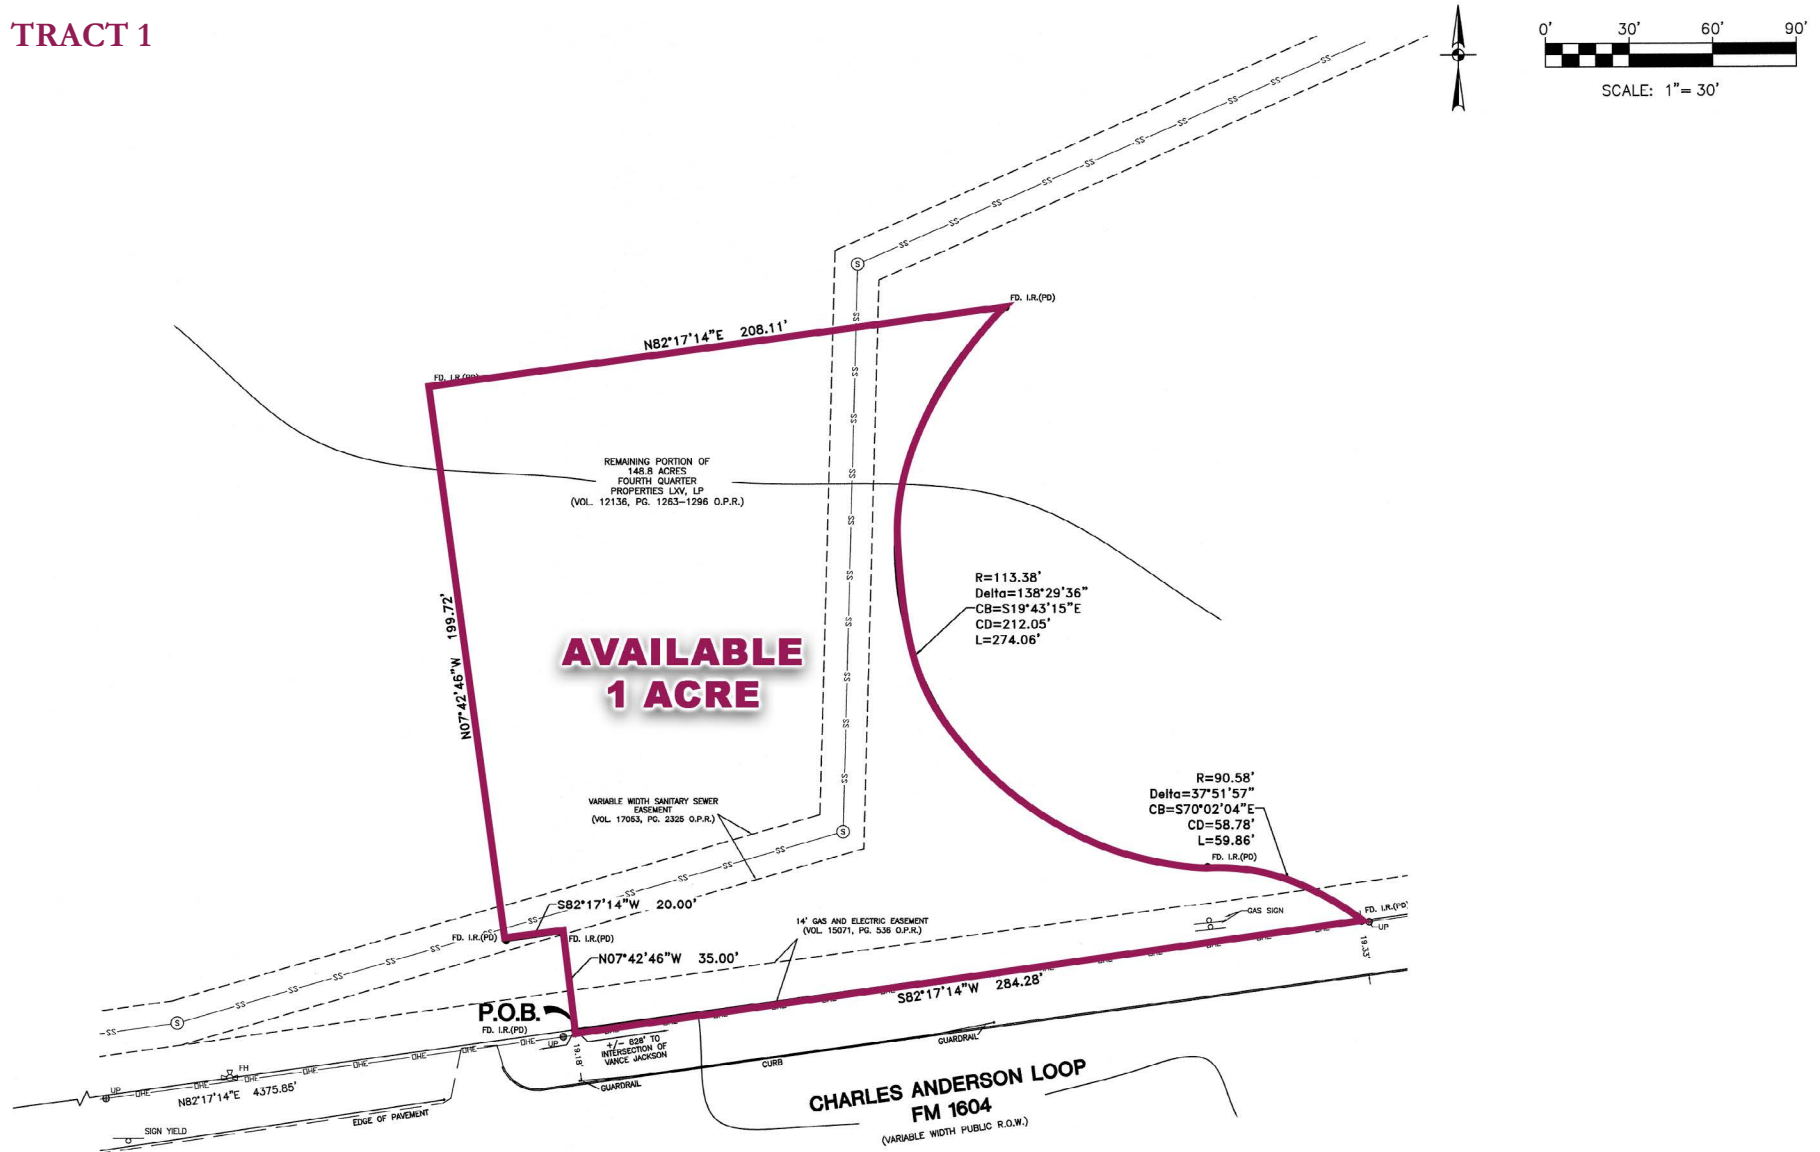 TRACT 1
0' 30' 60' 90'
SCALE: 1"= 30'
FD. I.R.(PD)
N82°17'14"E 208.11'
FD. I.R.(PD)
REMAINING PORTION OF
148.8 ACRES
FOURTH QUARTER
PROPERTIES LXV, LP
(VOL. 12136, PG. 1263-1296 O.P.R.)
R=113.38'
Delta=138°29'36"
CB=S19°43'15"E
CD=212.05'
L=274.06'
N07°42'46"W 199.72'
AVAILABLE
1 ACRE
R=90.58'
Delta=37°51'57"
CB=S70°02'04"E
CD=58.78'
L=59.86'
FD. I.R.(PD)
VARIABLE WIDTH SANITARY SEWER
EASEMENT
(VOL. 17053, PG. 2325 O.P.R.)
S82°17'14"W 20.00'
FD. I.R.(PD)
FD. I.R.(PD)
14' GAS AND ELECTRIC EASEMENT
(VOL. 15071, PG. 536 O.P.R.)
GAS SIGN
FD. I.R.(PD)
UP
19.33'
N07°42'46"W 35.00'
S82°17'14"W 284.28'
P.O.B.
FD. I.R.(PD)
UP
19.18'
+/- 628' TO
INTERSECTION OF
VANCE JACKSON
GUARDRAIL
CURB
GUARDRAIL
CHARLES ANDERSON LOOP
FM 1604
(VARIABLE WIDTH PUBLIC R.O.W.)
FH
UP
N82°17'14"E 4375.85'
EDGE OF PAVEMENT
SIGN YIELD
S
S
S
SS
OHE